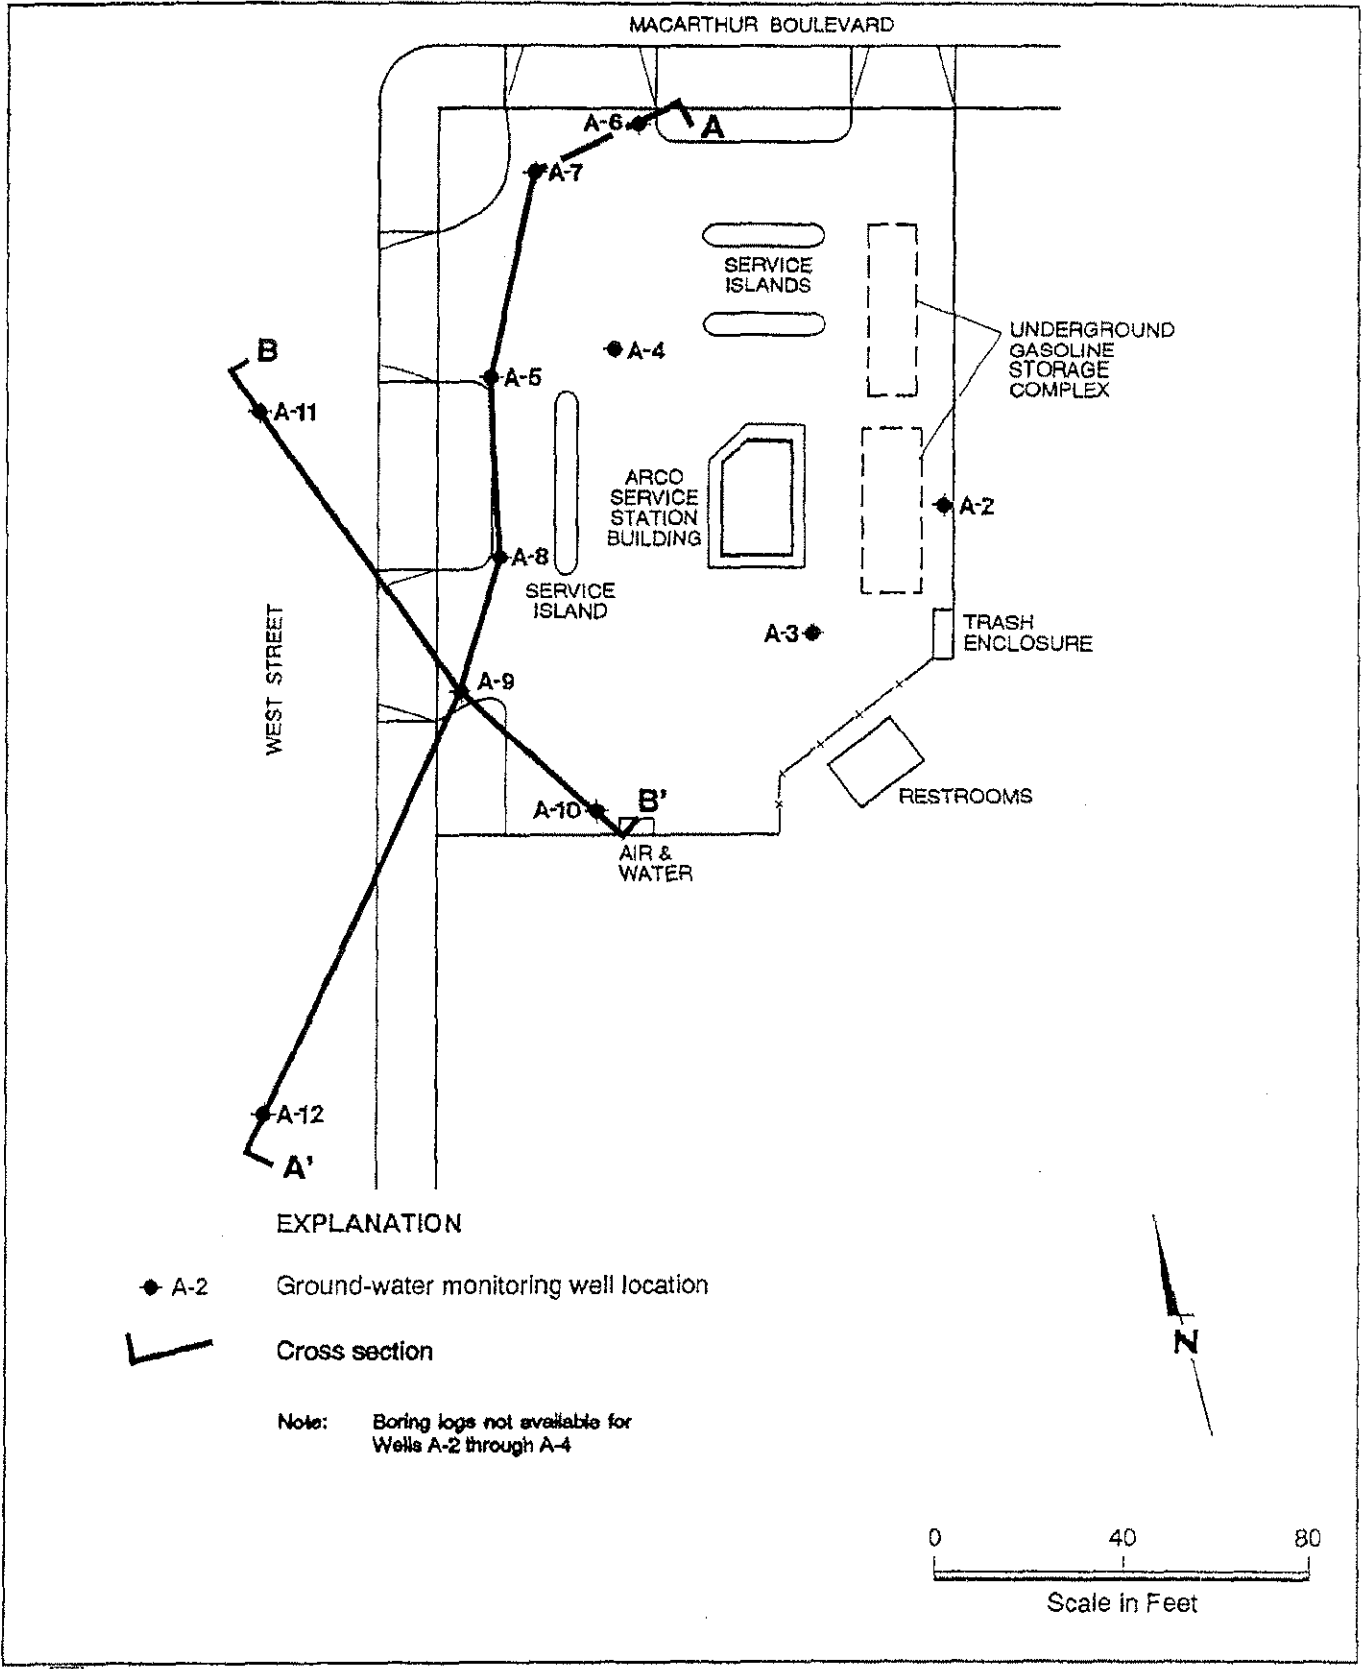 MACARTHUR BOULEVARD
A-6
A
A-7
SERVICE
ISLANDS
UNDERGROUND
GASOLINE
STORAGE
COMPLEX
B
A-4
A-5
A-11
ARCO
SERVICE
STATION
BUILDING
A-2
A-8
SERVICE
ISLAND
WEST STREET
A-3
TRASH
ENCLOSURE
A-9
A-10
B'
RESTROOMS
AIR &
WATER
A-12
A'
EXPLANATION
A-2 Ground-water monitoring well location
Cross section
Note: Boring logs not available for
Wells A-2 through A-4
N
0 40 80
Scale in Feet